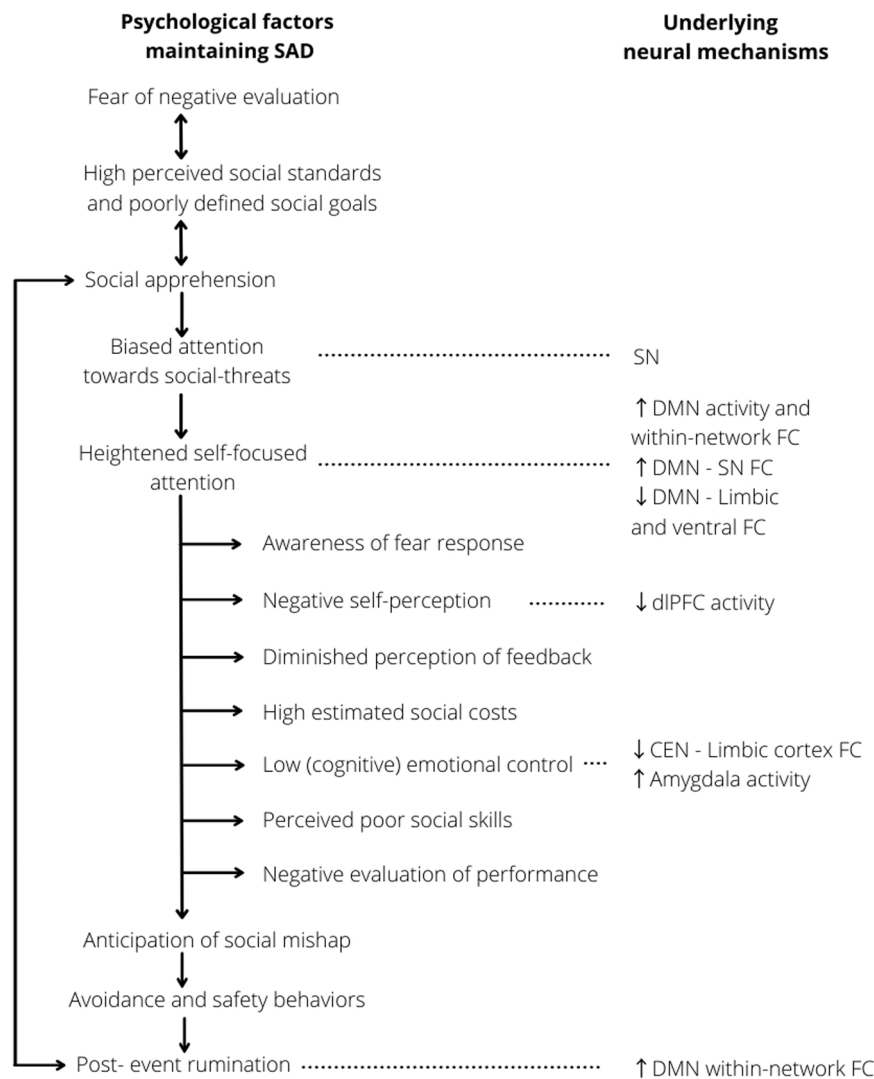 Psychological factors
maintaining SAD
Underlying
neural mechanisms
Fear of negative evaluation
High perceived social standards
and poorly defined social goals
Social apprehension
Biased attention
towards social-threats
SN
Heightened self-focused
attention
↑ DMN activity and
within-network FC
↑ DMN - SN FC
↓ DMN - Limbic
and ventral FC
Awareness of fear response
Negative self-perception
↓ dlPFC activity
Diminished perception of feedback
High estimated social costs
Low (cognitive) emotional control
↓ CEN - Limbic cortex FC
↑ Amygdala activity
Perceived poor social skills
Negative evaluation of performance
Anticipation of social mishap
Avoidance and safety behaviors
Post- event rumination
↑ DMN within-network FC